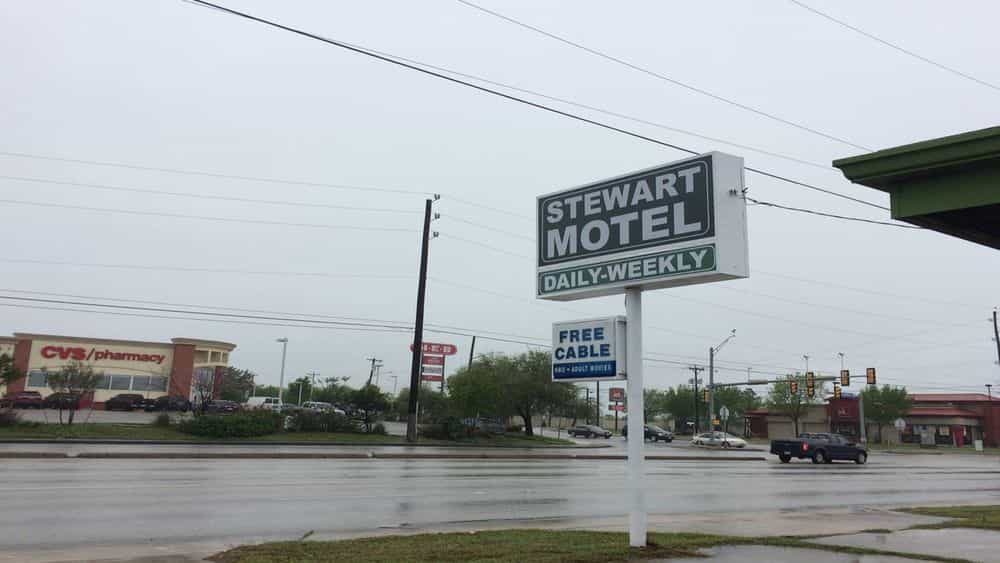 STEWART
MOTEL
DAILY-WEEKLY
FREE
CABLE
HBO • ADULT MOVIES
CVS/pharmacy